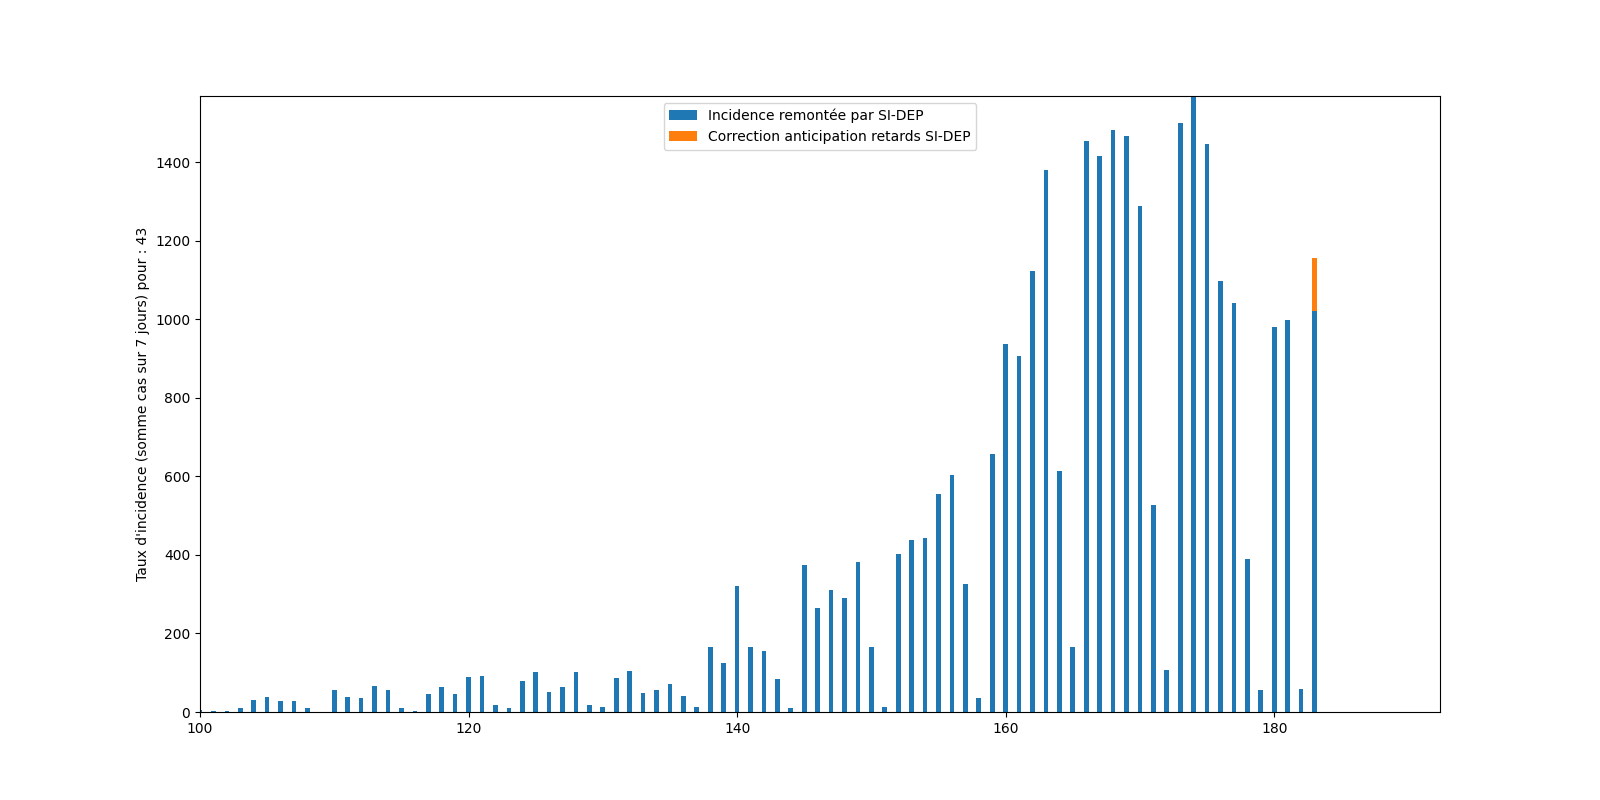 Incidence remontée par SI-DEP
Correction anticipation retards SI-DEP
Taux d'incidence (somme cas sur 7 jours) pour : 43
1400
1200
1000
800
600
400
200
0
100 120 140 160 180